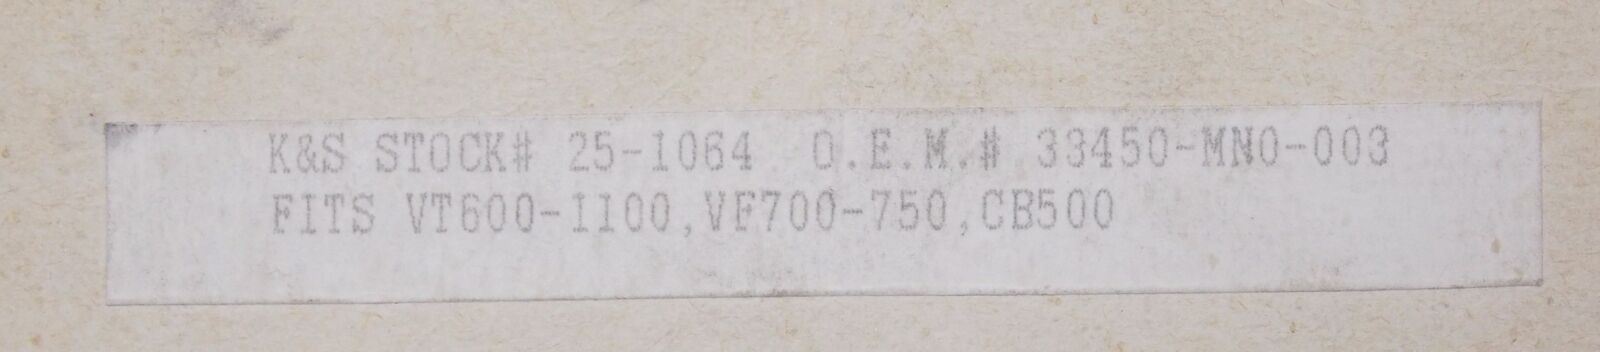 K&S STOCK# 25-1064 O.E.M.# 33450-MN0-003
FITS VT600-1100,VF700-750,CB500